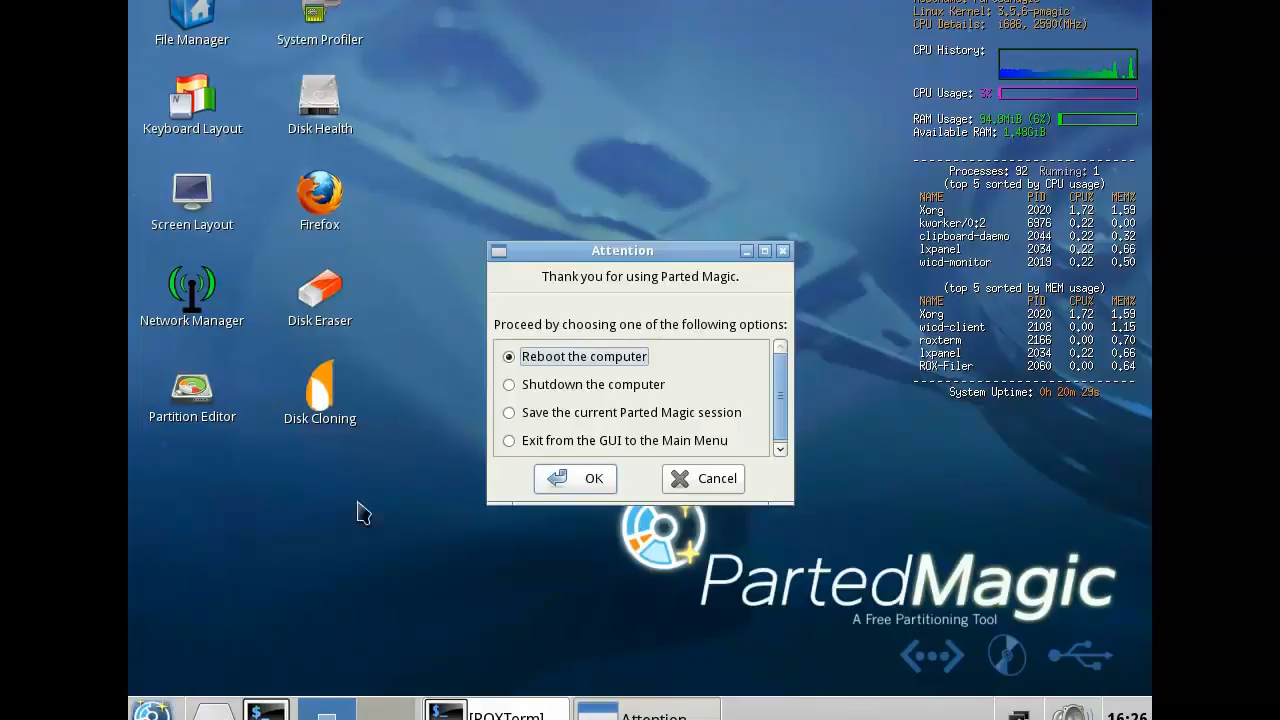 File Manager
System Profiler
Keyboard Layout
Disk Health
Screen Layout
Firefox
Network Manager
Disk Eraser
Partition Editor
Disk Cloning
Linux Kernel: 3.5.6-pmagic
CPU Details: i686, 2590(MHz)
CPU History:
CPU Usage: 3%
RAM Usage: 94.8MiB (6%)
Available RAM: 1.48GiB
Processes: 92 Running: 1
(top 5 sorted by CPU usage)
NAME PID CPU% MEM%
Xorg 2020 1.72 1.59
kworker/0:2 6976 0.22 0.00
clipboard-daemo 2044 0.22 0.32
lxpanel 2034 0.22 0.66
wicd-monitor 2019 0.22 0.50
(top 5 sorted by MEM usage)
NAME PID CPU% MEM%
Xorg 2020 1.72 1.59
wicd-client 2108 0.00 1.15
roxterm 2166 0.00 0.70
lxpanel 2034 0.22 0.66
ROX-Filer 2060 0.00 0.64
System Uptime: 0h 20m 29s
Attention
Thank you for using Parted Magic.
Proceed by choosing one of the following options:
Reboot the computer
Shutdown the computer
Save the current Parted Magic session
Exit from the GUI to the Main Menu
OK
Cancel
PartedMagic
A Free Partitioning Tool
[ROXTerm]
Attention
16:26